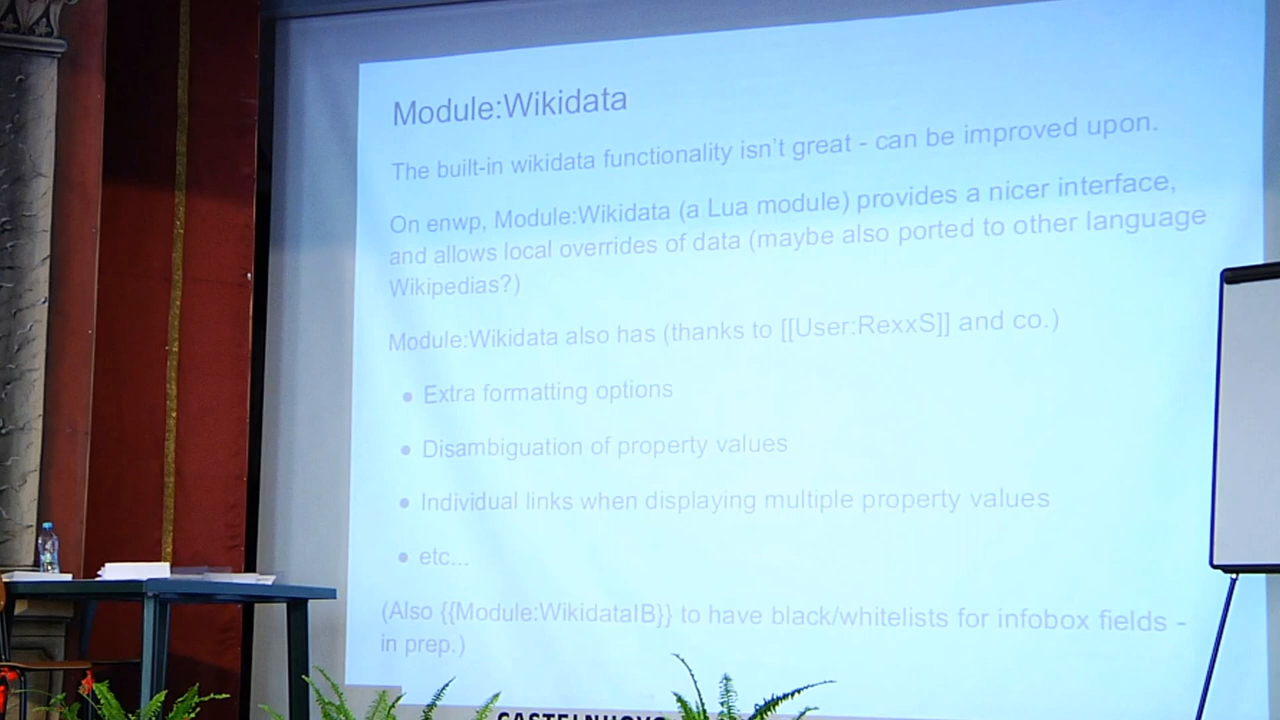 Module:Wikidata
The built-in wikidata functionality isn't great - can be improved upon.
On enwp, Module:Wikidata (a Lua module) provides a nicer interface,
and allows local overrides of data (maybe also ported to other language
Wikipedias?)
Module:Wikidata also has (thanks to [[User:RexxS]] and co.)
● Extra formatting options
● Disambiguation of property values
● Individual links when displaying multiple property values
● etc...
(Also {{Module:WikidataIB}} to have black/whitelists for infobox fields -
in prep.)